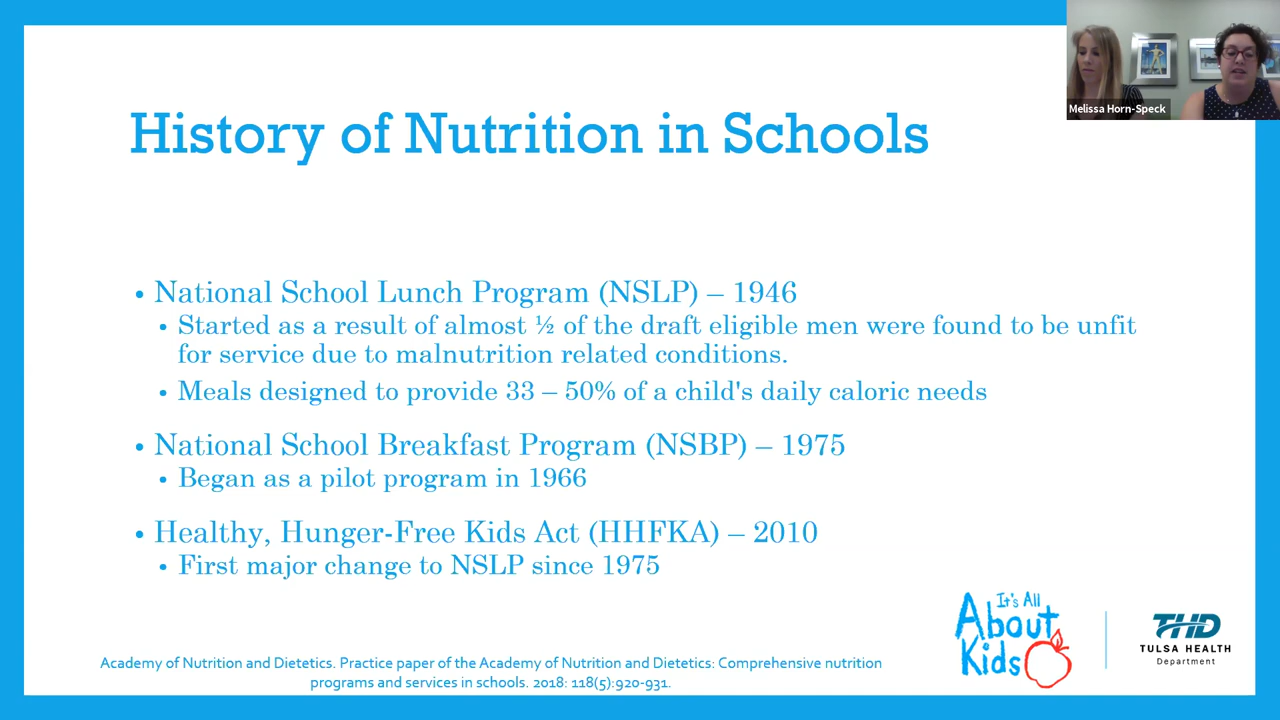 Melissa Horn-Speck
History of Nutrition in Schools
• National School Lunch Program (NSLP) – 1946
• Started as a result of almost ½ of the draft eligible men were found to be unfit
for service due to malnutrition related conditions.
• Meals designed to provide 33 – 50% of a child's daily caloric needs
• National School Breakfast Program (NSBP) – 1975
• Began as a pilot program in 1966
• Healthy, Hunger-Free Kids Act (HHFKA) – 2010
• First major change to NSLP since 1975
Academy of Nutrition and Dietetics. Practice paper of the Academy of Nutrition and Dietetics: Comprehensive nutrition
programs and services in schools. 2018: 118(5):920-931.
It's All
About
Kids
THD
TULSA HEALTH
Department